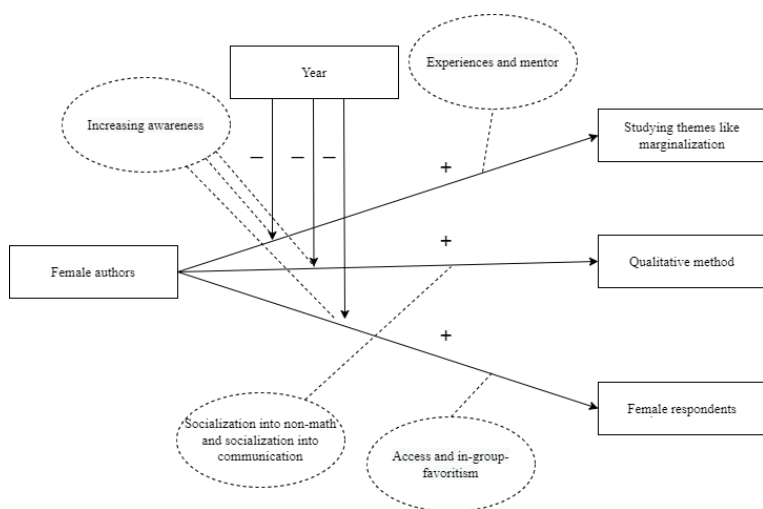 Year
Experiences and mentor
Increasing awareness
Studying themes like
marginalization
–
–
–
+
+
Female authors
Qualitative method
+
Socialization into non-math
and socialization into
communication
Female respondents
Access and in-group-
favoritism